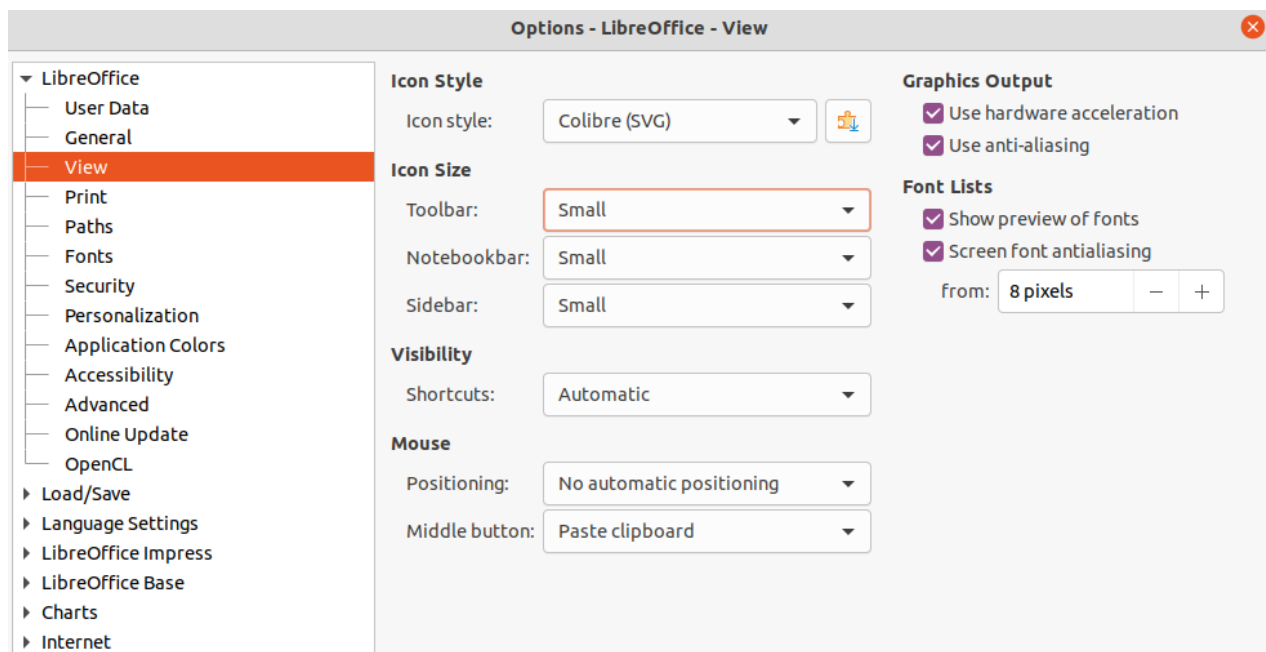 Options - LibreOffice - View
LibreOffice
User Data
General
View
Print
Paths
Fonts
Security
Personalization
Application Colors
Accessibility
Advanced
Online Update
OpenCL
Load/Save
Language Settings
LibreOffice Impress
LibreOffice Base
Charts
Internet
Icon Style
Icon style: Colibre (SVG)
Icon Size
Toolbar: Small
Notebookbar: Small
Sidebar: Small
Visibility
Shortcuts: Automatic
Mouse
Positioning: No automatic positioning
Middle button: Paste clipboard
Graphics Output
Use hardware acceleration
Use anti-aliasing
Font Lists
Show preview of fonts
Screen font antialiasing
from: 8 pixels